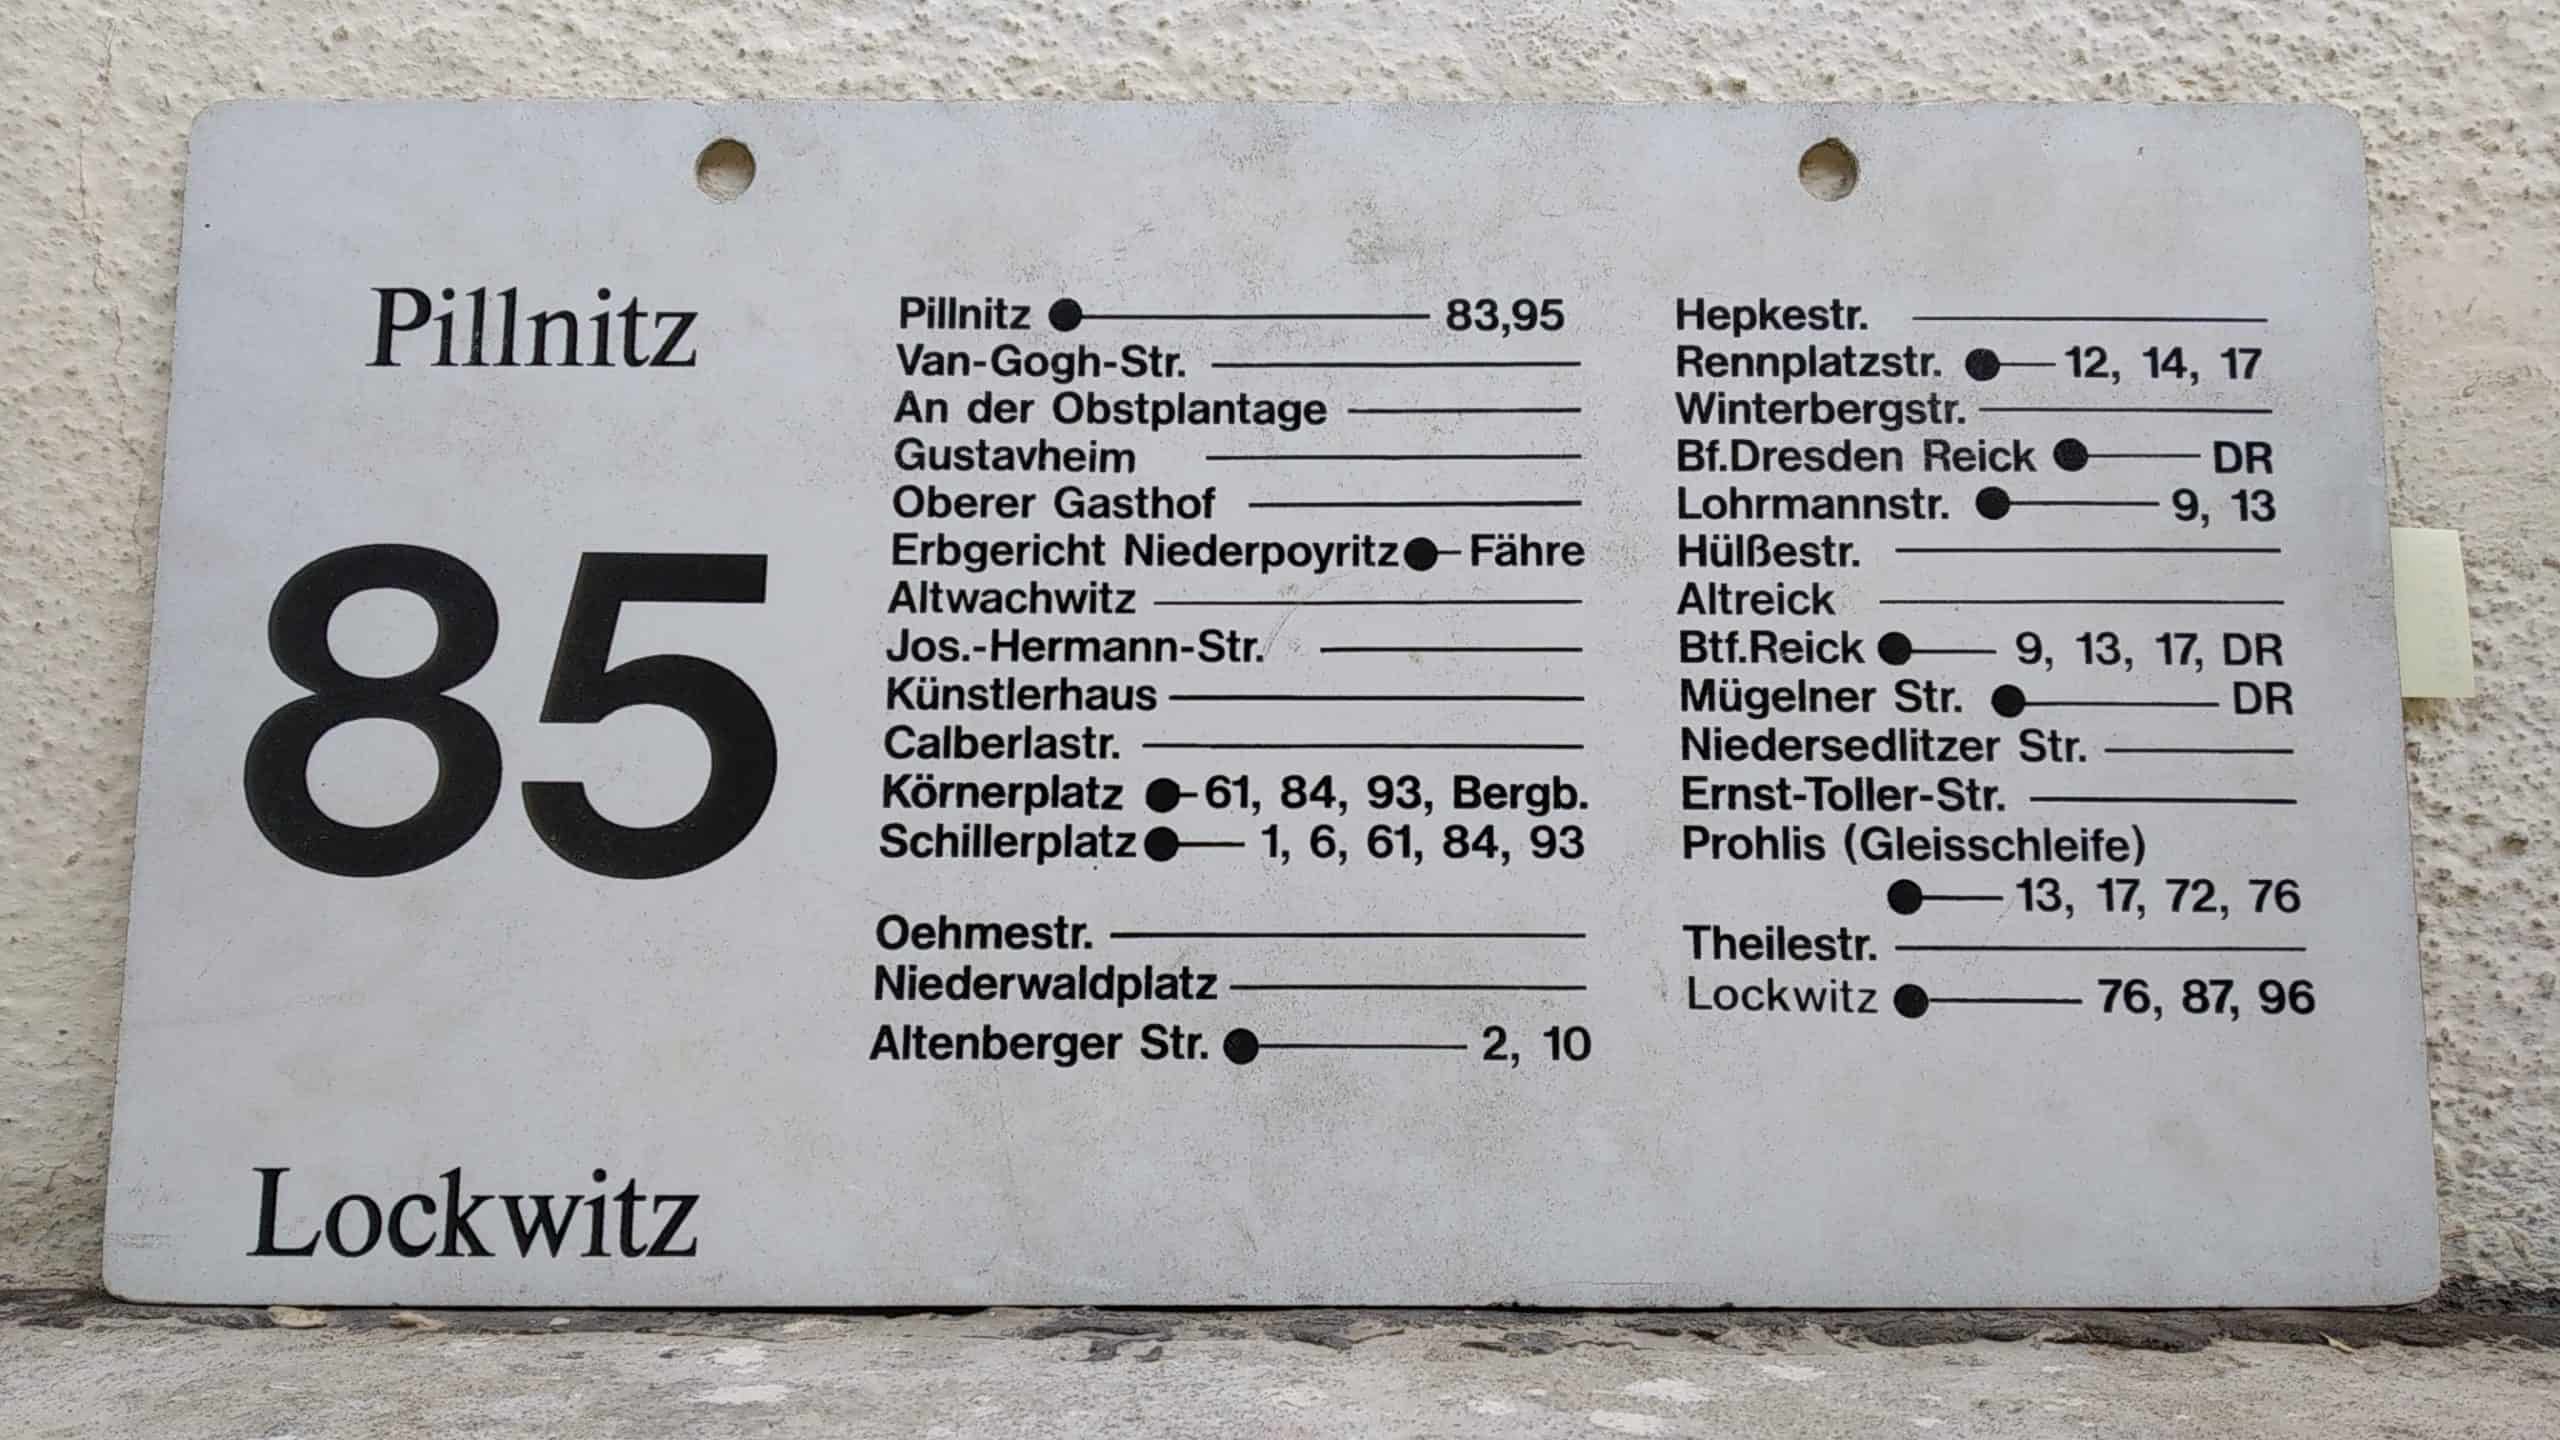 Pillnitz
85
Lockwitz
Pillnitz 83,95
Van-Gogh-Str.
An der Obstplantage
Gustavheim
Oberer Gasthof
Erbgericht Niederpoyritz Fähre
Altwachwitz
Jos.-Hermann-Str.
Künstlerhaus
Calberlastr.
Körnerplatz 61, 84, 93, Bergb.
Schillerplatz 1, 6, 61, 84, 93
Oehmestr.
Niederwaldplatz
Altenberger Str. 2, 10
Hepkestr.
Rennplatzstr. 12, 14, 17
Winterbergstr.
Bf.Dresden Reick DR
Lohrmannstr. 9, 13
Hülßestr.
Altreick
Btf.Reick 9, 13, 17, DR
Mügelner Str. DR
Niedersedlitzer Str.
Ernst-Toller-Str.
Prohlis (Gleisschleife)
13, 17, 72, 76
Theilestr.
Lockwitz 76, 87, 96